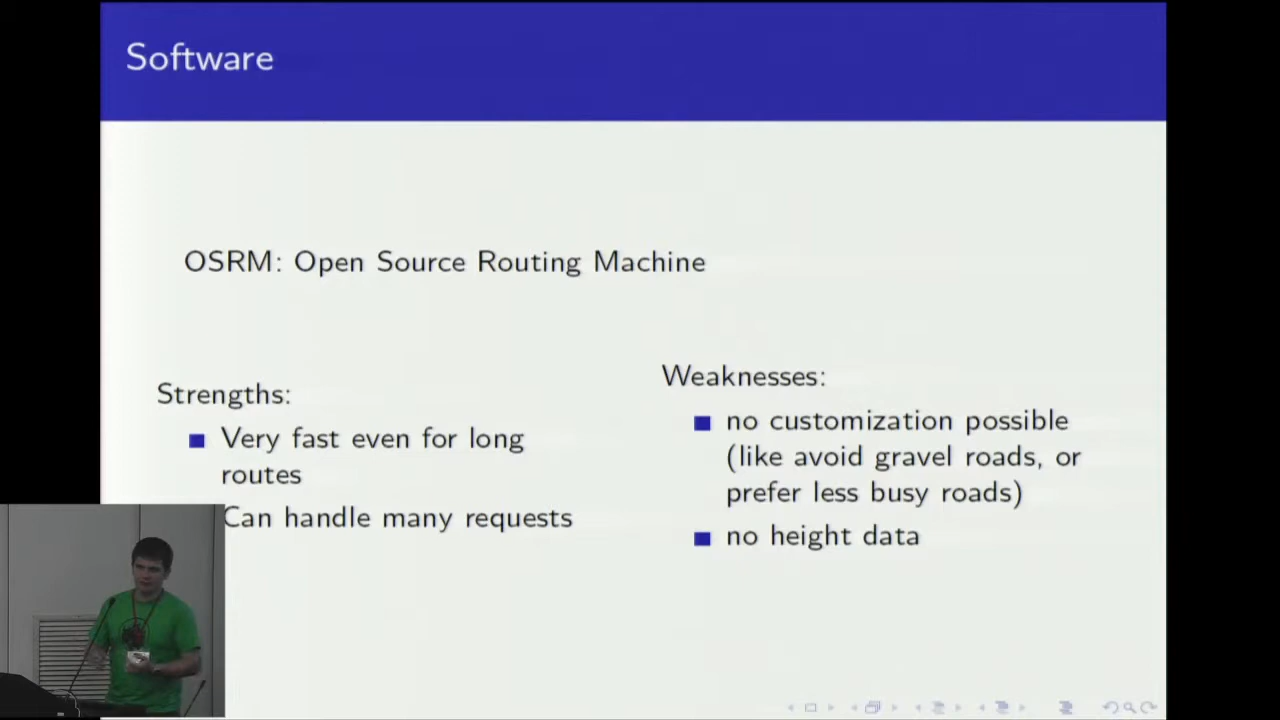 Software
OSRM: Open Source Routing Machine
Strengths:
Very fast even for long
routes
Can handle many requests
Weaknesses:
no customization possible
(like avoid gravel roads, or
prefer less busy roads)
no height data